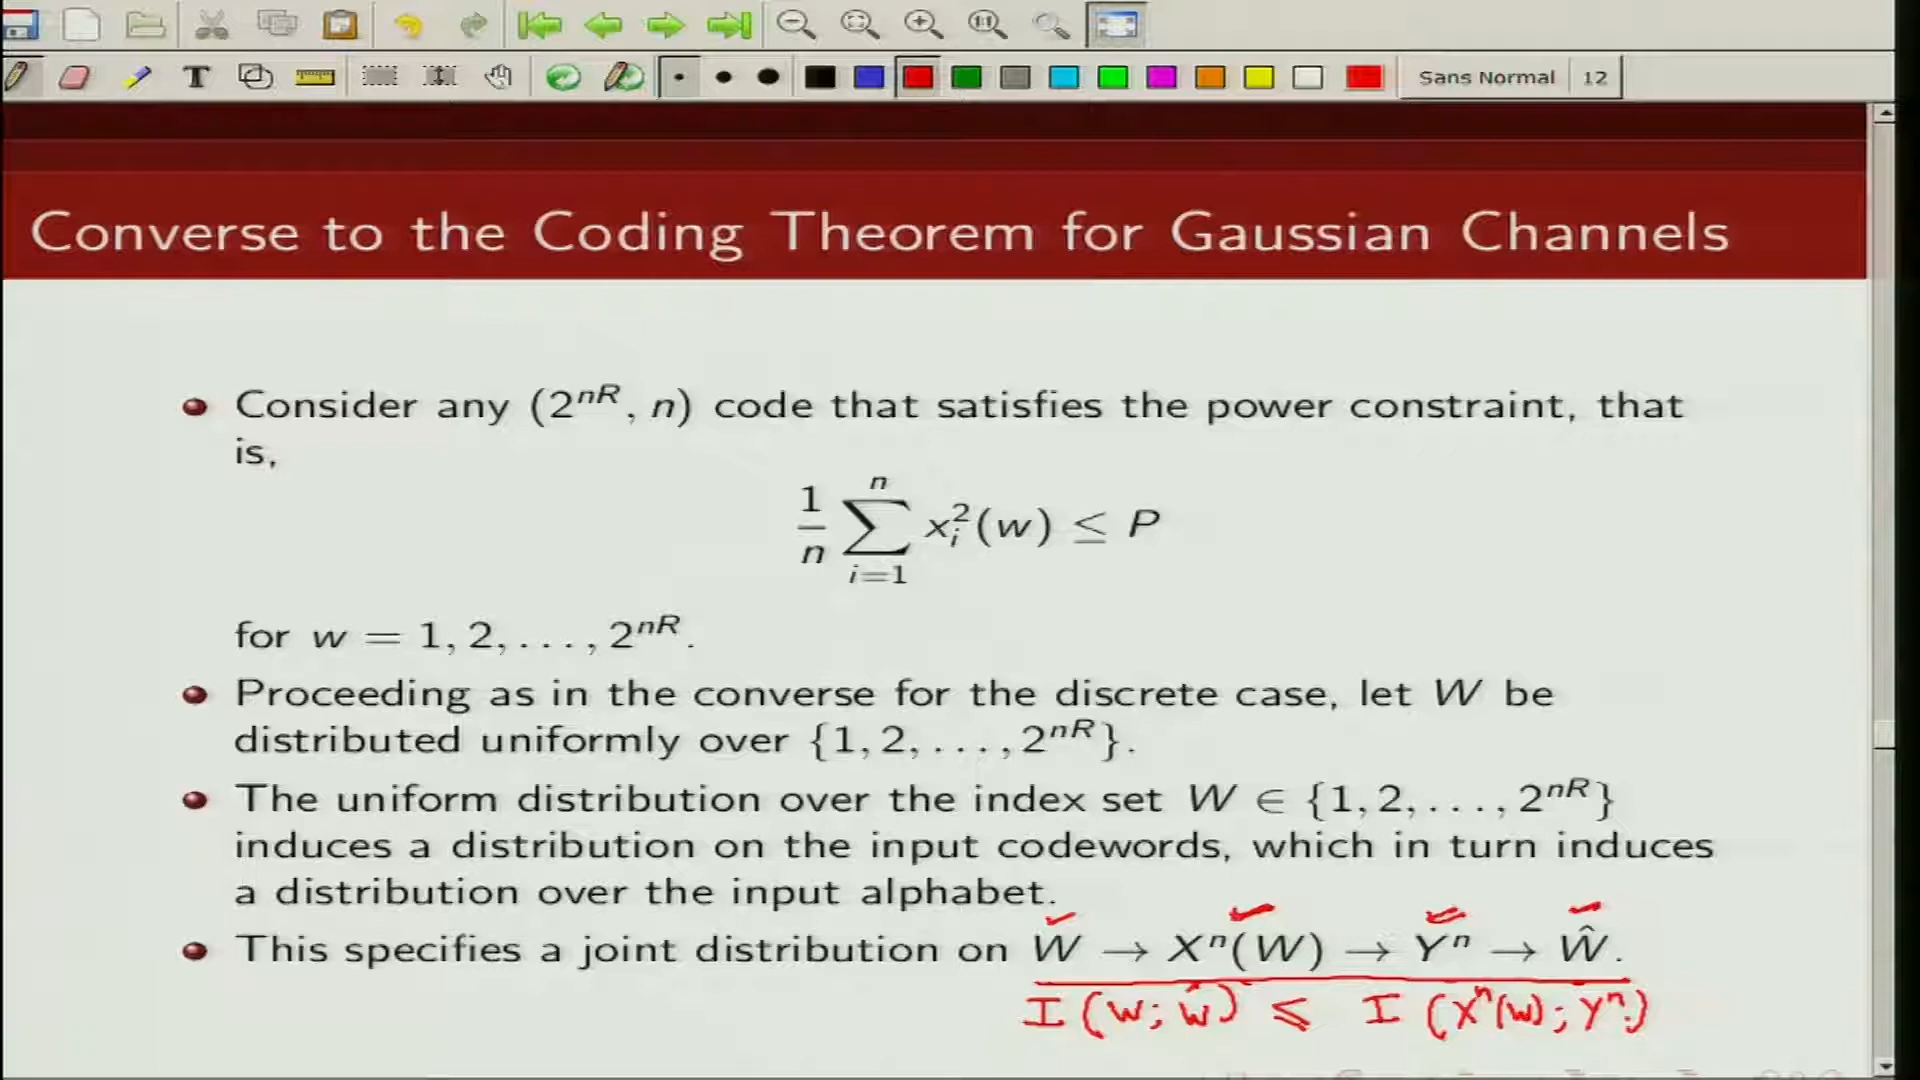 Sans Normal 12
Converse to the Coding Theorem for Gaussian Channels
Consider any (2^{nR}, n) code that satisfies the power constraint, that
is,
\frac{1}{n} \sum_{i=1}^{n} x_i^2(w) ≤ P
for w = 1, 2, . . . , 2^{nR}.
Proceeding as in the converse for the discrete case, let W be
distributed uniformly over {1, 2, . . . , 2^{nR}}.
The uniform distribution over the index set W ∈ {1, 2, . . . , 2^{nR}}
induces a distribution on the input codewords, which in turn induces
a distribution over the input alphabet.
This specifies a joint distribution on W → X^n(W) → Y^n → Ŵ.
I (W; Ŵ) ≤ I (X^n(W); Y^n)